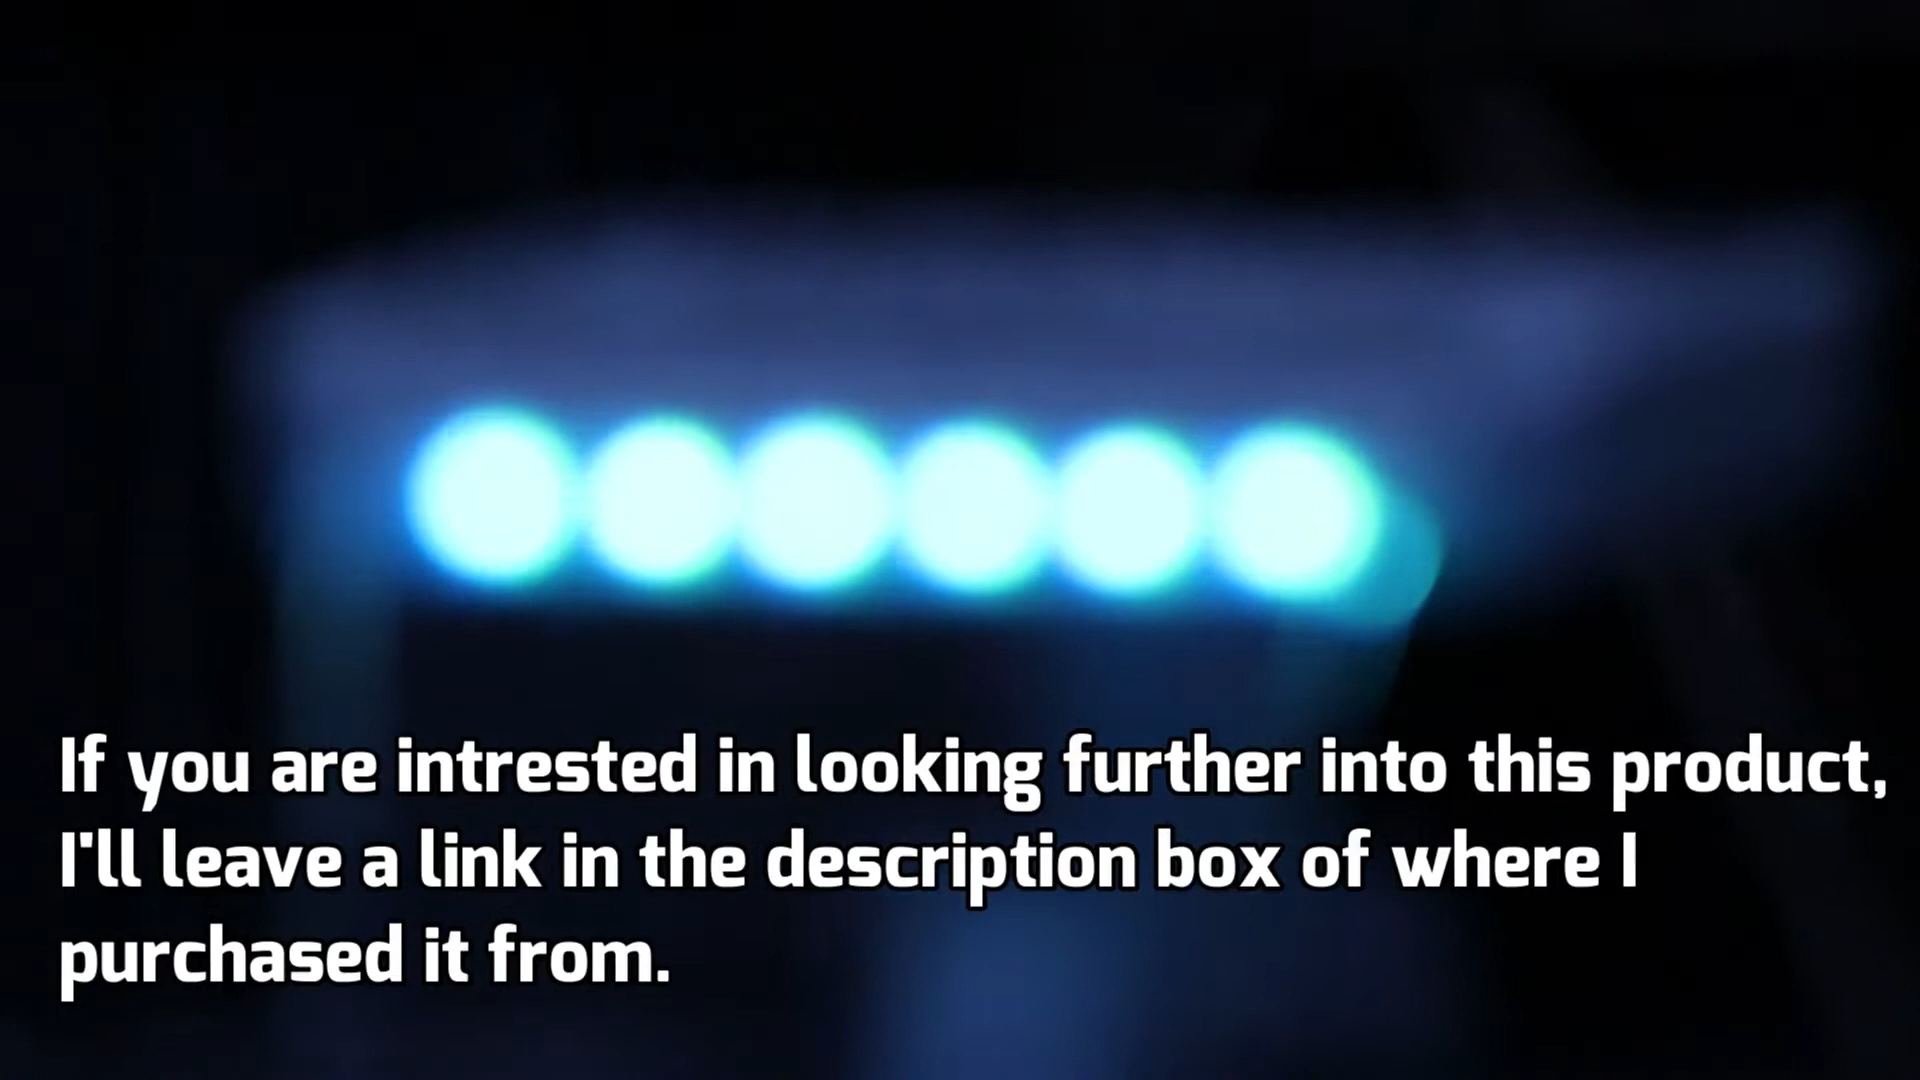 If you are intrested in looking further into this product,
I'll leave a link in the description box of where I
purchased it from.